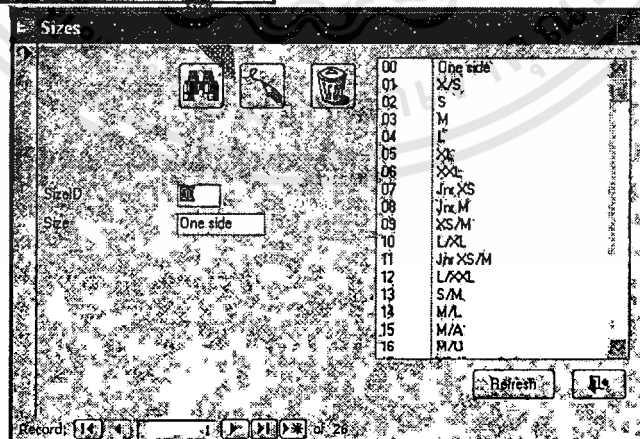 Sizes
SizeID
Size One side
00 One side
01 X/S
02 S
03 M
04 L
05 XL
06 XXL
07 Jnr.XS
08 Jnr.M
09 XS/M
10 L/XL
11 Jnr XS/M
12 L/XXL
13 S/M
14 M/L
15 M/A
16 M/U
Refresh
Record: 1 of 26